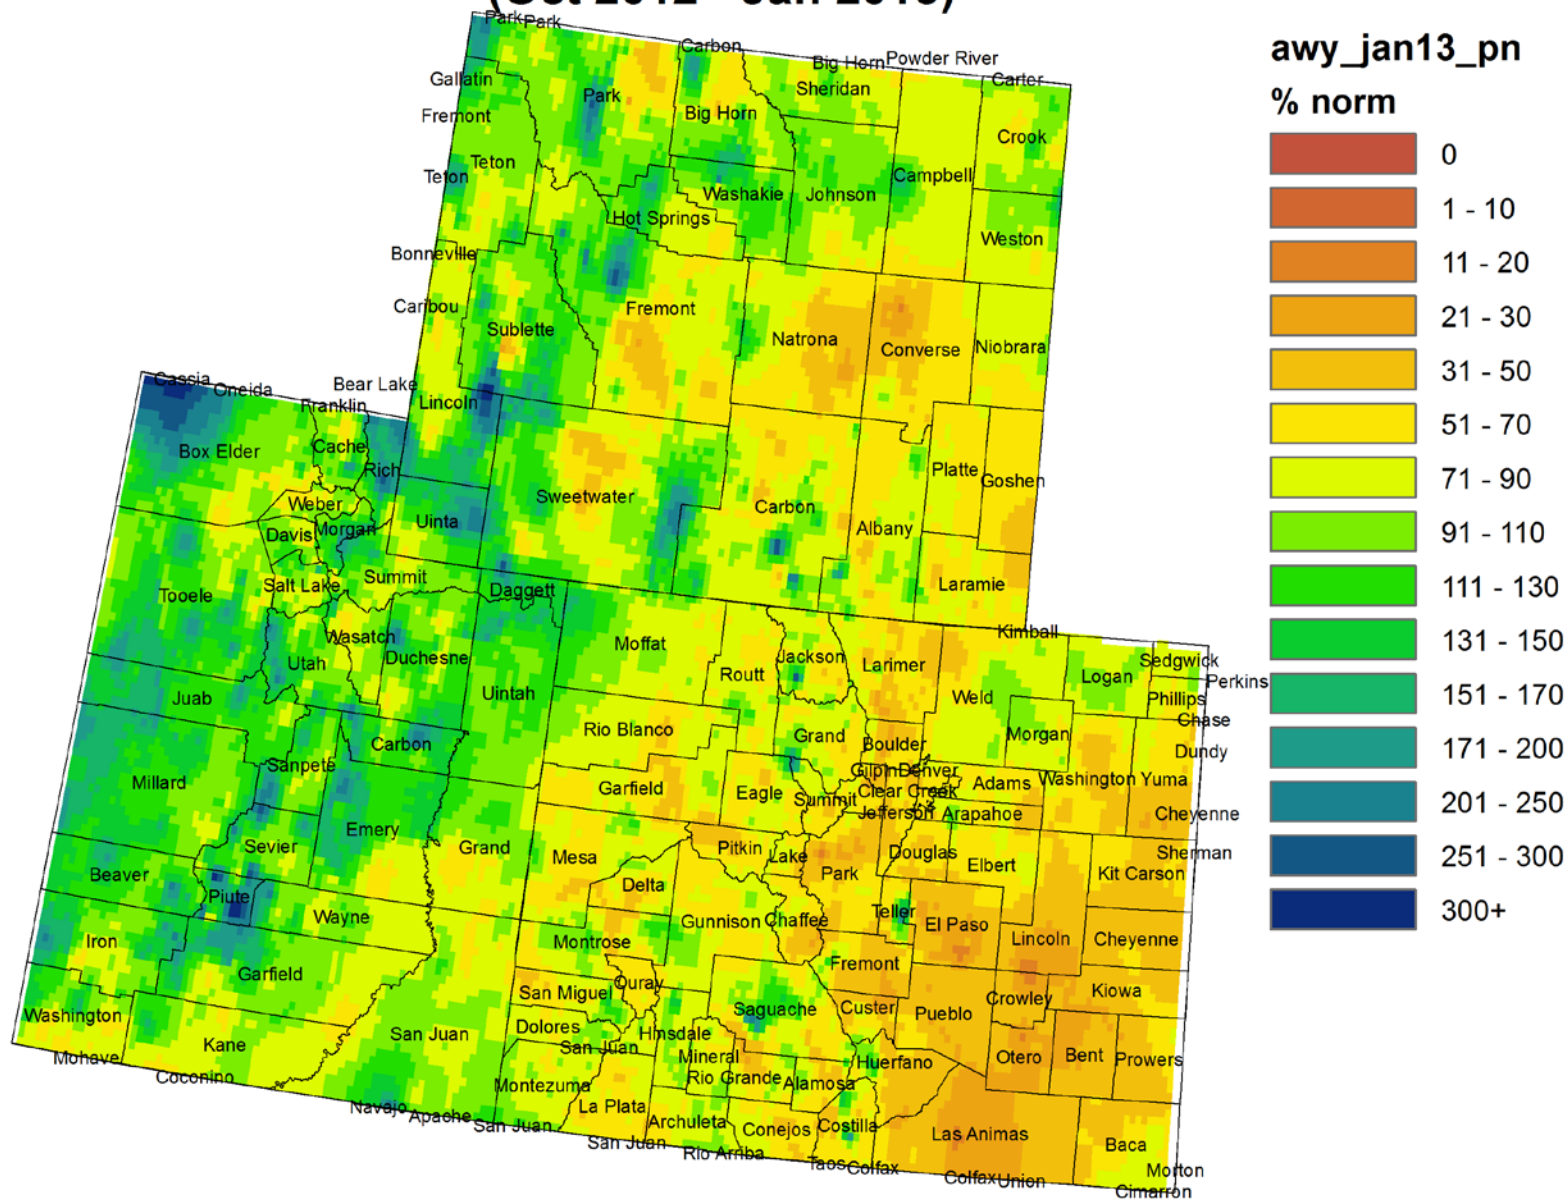 (Oct 2012 - Jan 2013)
awy_jan13_pn
% norm
0
1 - 10
11 - 20
21 - 30
31 - 50
51 - 70
71 - 90
91 - 110
111 - 130
131 - 150
151 - 170
171 - 200
201 - 250
251 - 300
300+
Park Park
Carbon
Big Horn Powder River
Carter
Gallatin
Park
Sheridan
Fremont
Big Horn
Crook
Teton
Teton
Campbell
Washakie
Johnson
Hot Springs
Weston
Bonneville
Caribou
Fremont
Sublette
Natrona
Converse
Niobrara
Cassia
Oneida
Bear Lake
Franklin
Lincoln
Box Elder
Cache
Rich
Platte
Goshen
Weber
Sweetwater
Carbon
Davis
Morgan
Uinta
Albany
Tooele
Salt Lake
Summit
Daggett
Laramie
Kimball
Wasatch
Utah
Duchesne
Moffat
Jackson
Larimer
Sedgwick
Routt
Logan
Perkins
Juab
Uintah
Weld
Phillips
Chase
Rio Blanco
Grand
Morgan
Carbon
Boulder
Dundy
Sanpete
Gilpin Denver
Millard
Garfield
Eagle
Summit
Clear Creek
Adams
Washington
Yuma
Jefferson
Arapahoe
Cheyenne
Emery
Sevier
Grand
Mesa
Pitkin
Lake
Douglas
Elbert
Sherman
Beaver
Park
Kit Carson
Piute
Delta
Wayne
Gunnison
Chaffee
Teller
El Paso
Iron
Montrose
Lincoln
Cheyenne
Garfield
Fremont
San Miguel
Ouray
Saguache
Custer
Pueblo
Crowley
Kiowa
Washington
San Juan
Dolores
Hinsdale
Kane
San Juan
Mineral
Huerfano
Otero
Bent
Prowers
Mohave
Coconino
Montezuma
Rio Grande
Alamosa
Navajo
Apache
La Plata
San Juan
Archuleta
Conejos
Costilla
Las Animas
Baca
San Juan
Rio Arriba
Taos
Colfax
Colfax
Union
Morton
Cimarron